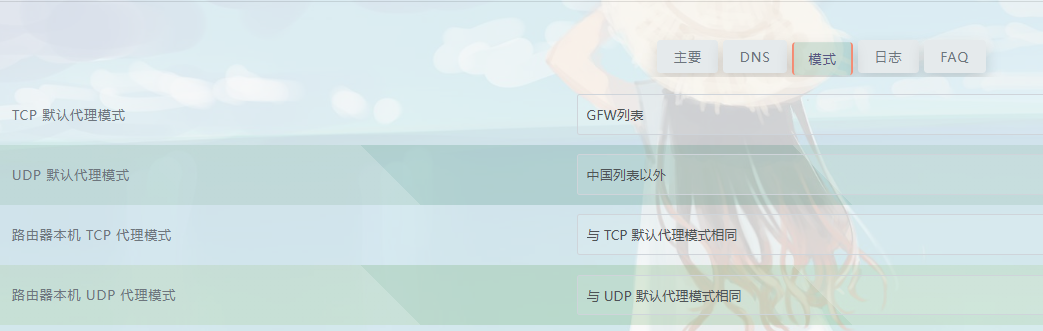 主要 DNS 模式 日志 FAQ
TCP 默认代理模式 GFW列表
UDP 默认代理模式 中国列表以外
路由器本机 TCP 代理模式 与 TCP 默认代理模式相同
路由器本机 UDP 代理模式 与 UDP 默认代理模式相同